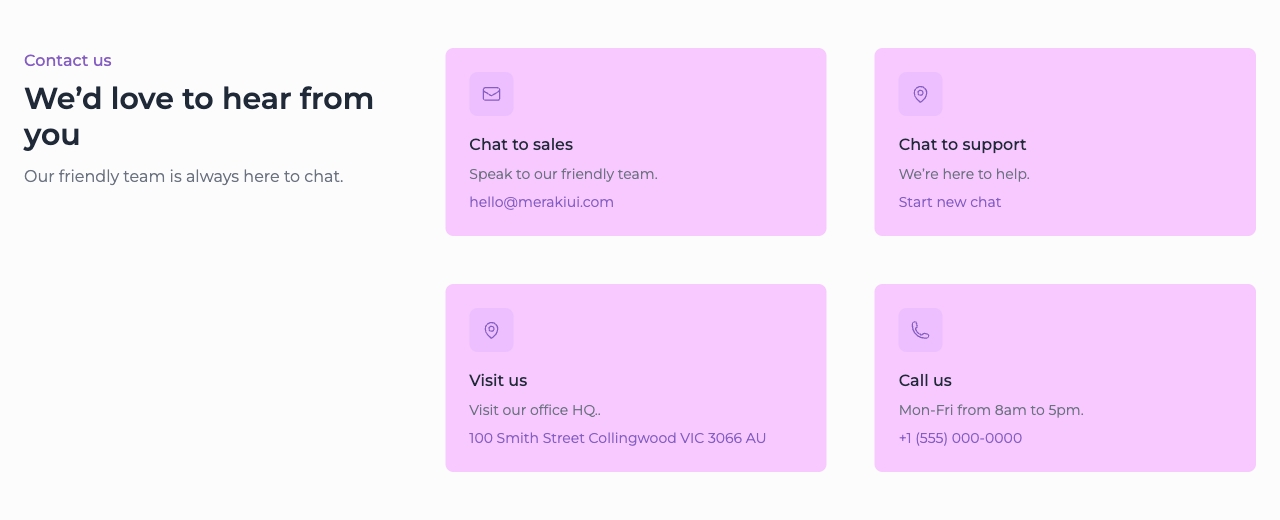 Contact us
We’d love to hear from
you
Our friendly team is always here to chat.
Chat to sales
Speak to our friendly team.
hello@merakiui.com
Chat to support
We’re here to help.
Start new chat
Visit us
Visit our office HQ..
100 Smith Street Collingwood VIC 3066 AU
Call us
Mon-Fri from 8am to 5pm.
+1 (555) 000-0000